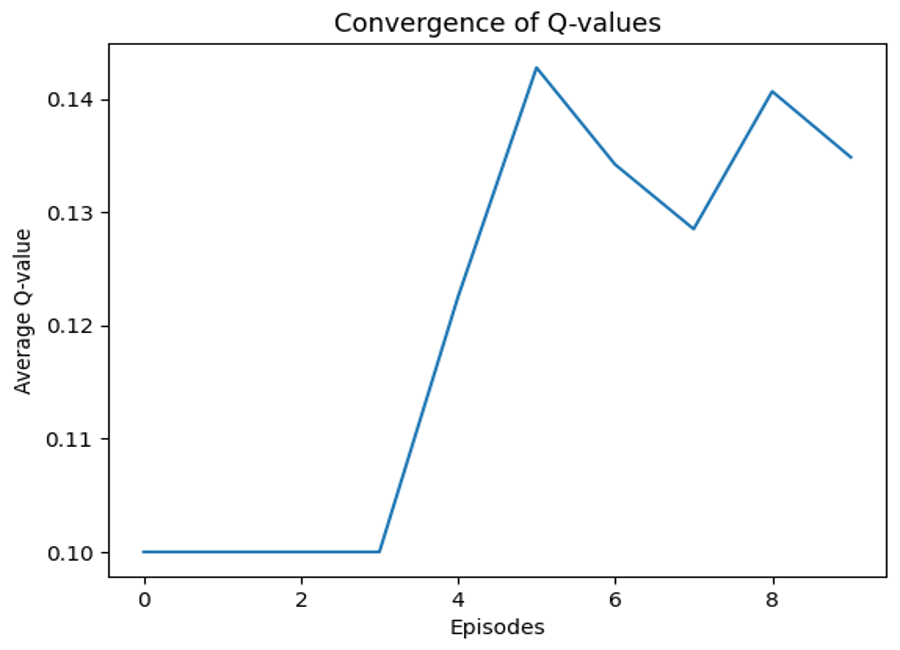 Convergence of Q-values
Average Q-value
0.14
0.13
0.12
0.11
0.10
0 2 4 6 8
Episodes